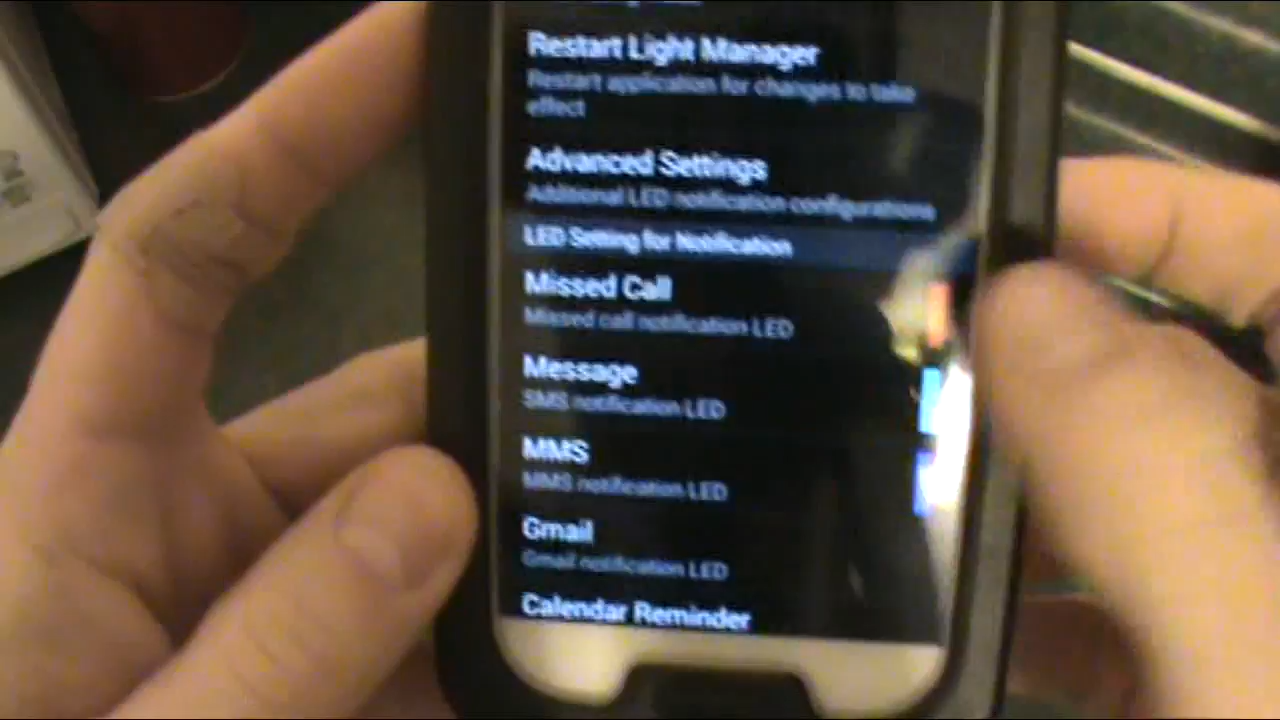 Restart Light Manager
Restart application for changes to take
effect
Advanced Settings
Additional LED notification configurations
LED Setting for Notification
Missed Call
Missed call notification LED
Message
SMS notification LED
MMS
MMS notification LED
Gmail
Gmail notification LED
Calendar Reminder